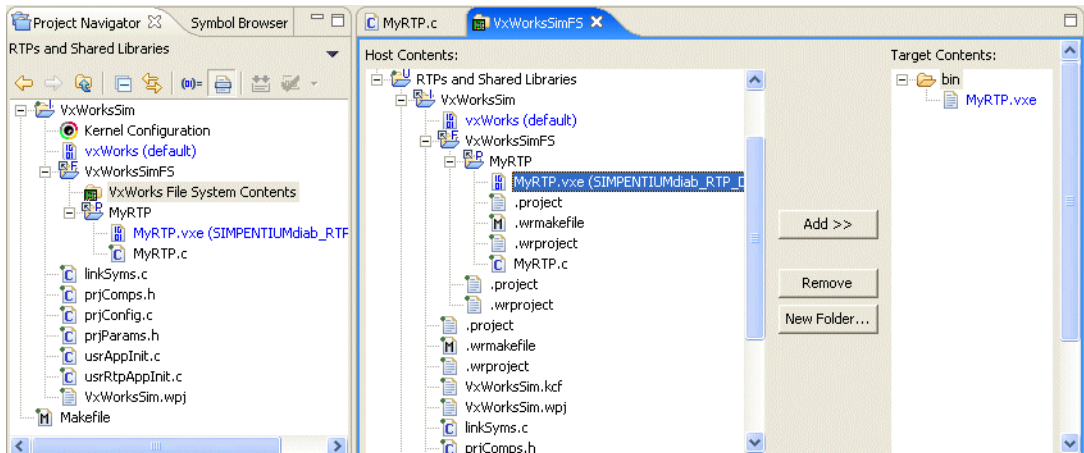 Project Navigator
Symbol Browser
RTPs and Shared Libraries
VxWorksSim
Kernel Configuration
vxWorks (default)
VxWorksSimFS
VxWorks File System Contents
MyRTP
MyRTP.vxe (SIMPENTIUMdiab_RTP
MyRTP.c
linkSyms.c
prjComps.h
prjConfig.c
prjParams.h
usrAppInit.c
usrRtpAppInit.c
VxWorksSim.wpj
Makefile
MyRTP.c
VxWorksSimFS
Host Contents:
RTPs and Shared Libraries
VxWorksSim
vxWorks (default)
VxWorksSimFS
MyRTP
MyRTP.vxe (SIMPENTIUMdiab_RTP_D
.project
.wrmakefile
.wrproject
MyRTP.c
.project
.wrproject
.project
.wrmakefile
.wrproject
VxWorksSim.kcf
VxWorksSim.wpj
linkSyms.c
prjComps.h
Add >>
Remove
New Folder...
Target Contents:
bin
MyRTP.vxe